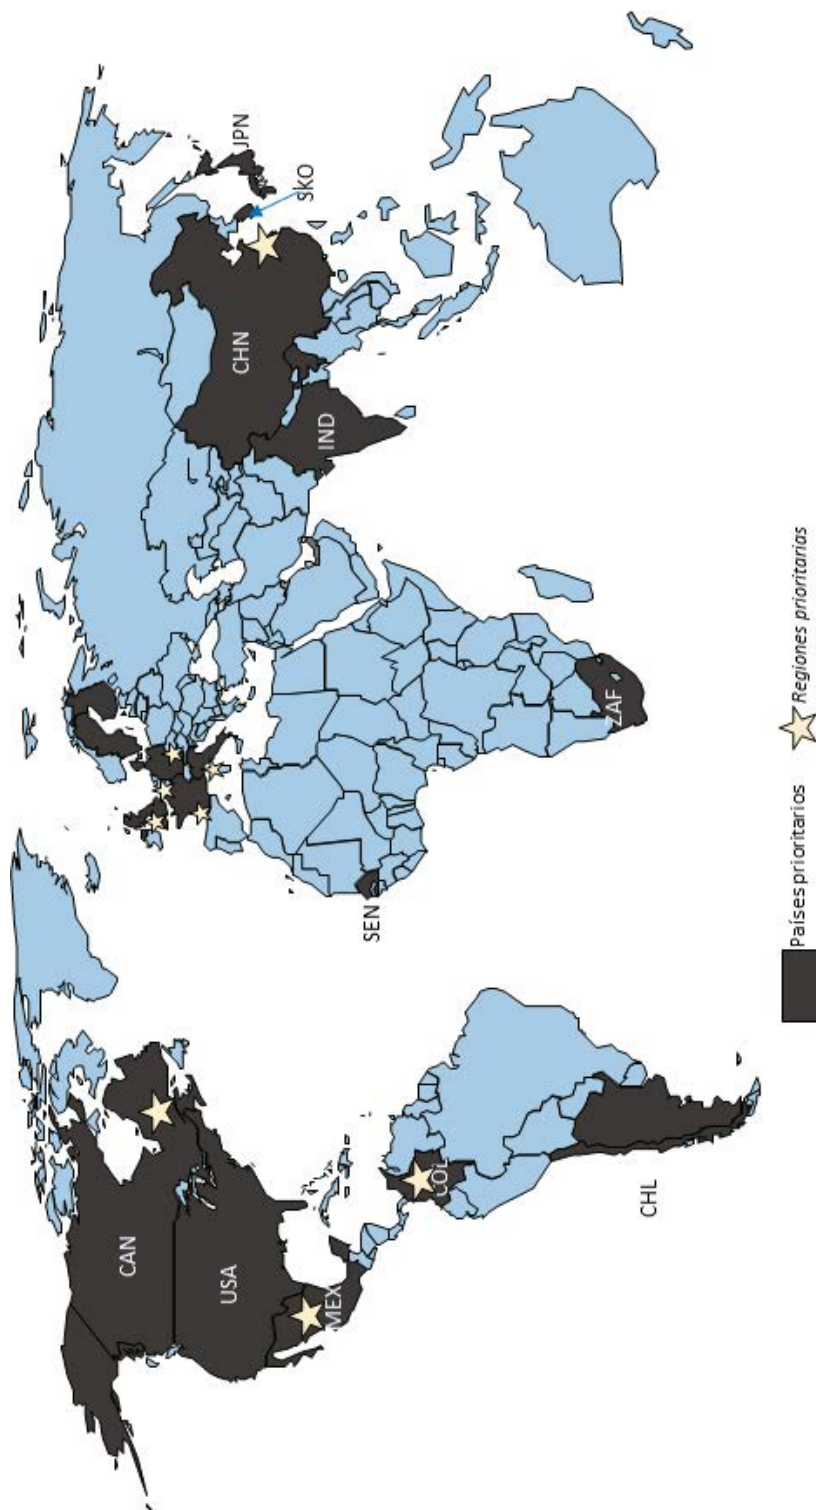 CAN
USA
MEX
COL
CHL
SEN
ZAF
CHN
IND
JPN
SKO
Países prioritarios
Regiones prioritarias